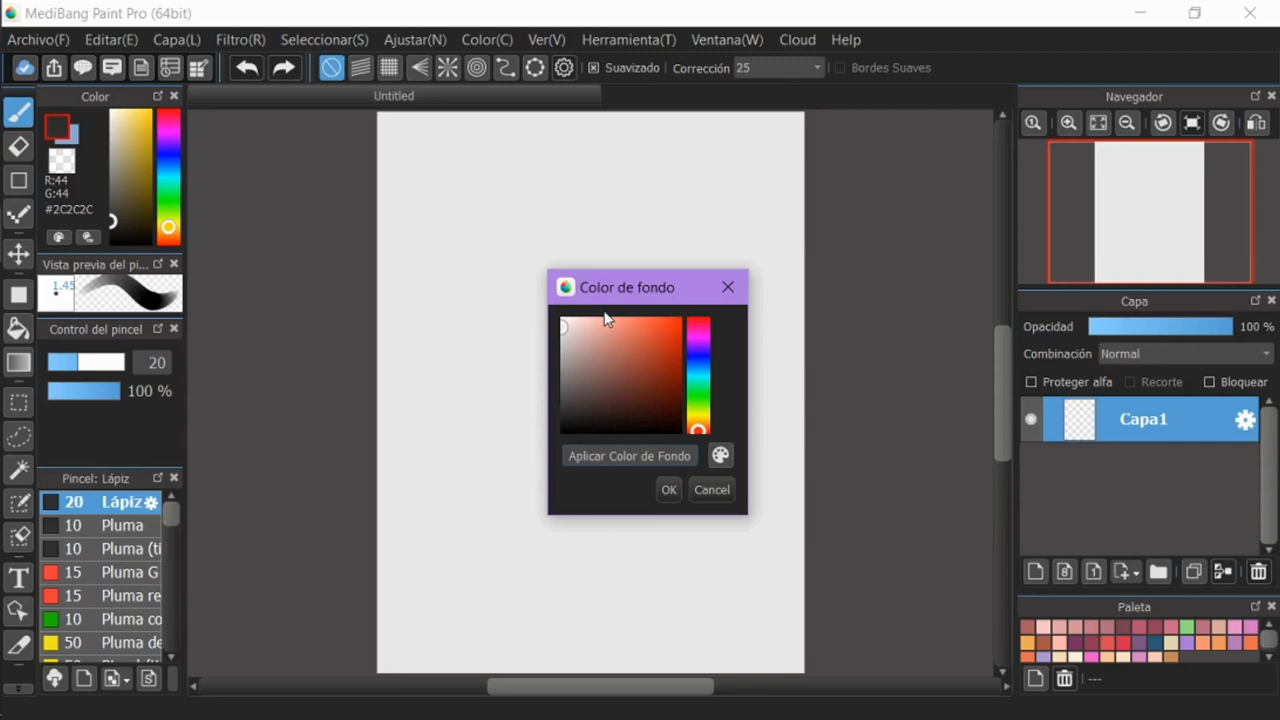 MediBang Paint Pro (64bit)
Archivo(F) Editar(E) Capa(L) Filtro(R) Seleccionar(S) Ajustar(N) Color(C) Ver(V) Herramienta(T) Ventana(W) Cloud Help
Suavizado Corrección 25 Bordes Suaves
Color
Untitled
Navegador
R:44
G:44
#2C2C2C
Vista previa del pi...
1.45
Control del pincel
20
100 %
Color de fondo
Aplicar Color de Fondo
OK Cancel
Capa
Opacidad 100 %
Combinación Normal
Proteger alfa Recorte Bloquear
Capa1
8 1
Pincel: Lápiz
20 Lápiz
10 Pluma
10 Pluma (ti
15 Pluma G
15 Pluma re
10 Pluma co
50 Pluma de
T
S
Paleta
---